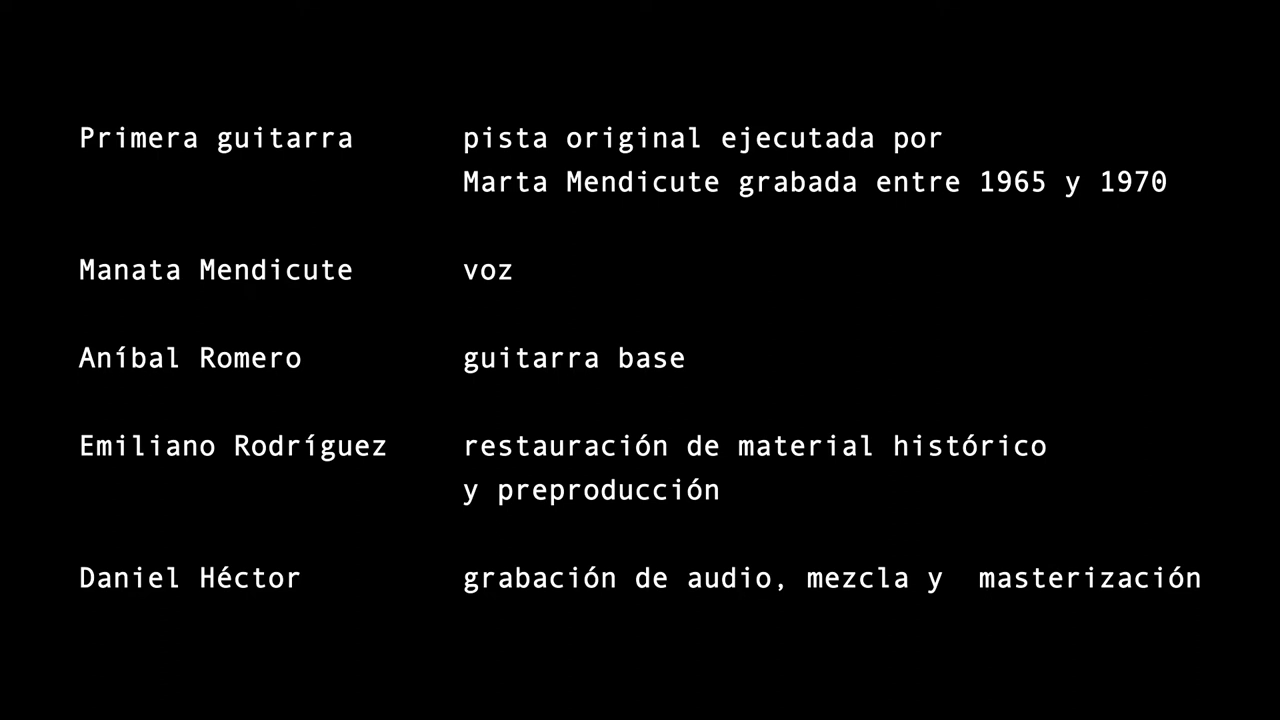 Primera guitarra pista original ejecutada por
Marta Mendicute grabada entre 1965 y 1970
Manata Mendicute voz
Aníbal Romero guitarra base
Emiliano Rodríguez restauración de material histórico
y preproducción
Daniel Héctor grabación de audio, mezcla y  masterización